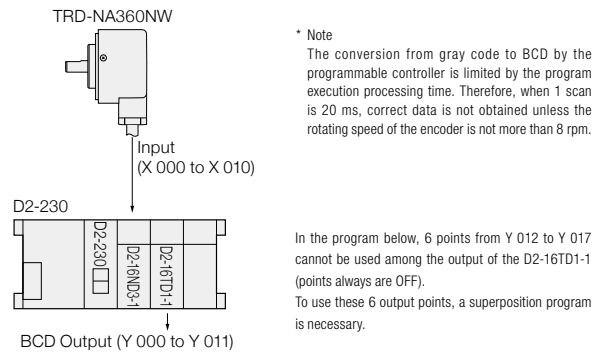 TRD-NA360NW
* Note
The conversion from gray code to BCD by the
programmable controller is limited by the program
execution processing time. Therefore, when 1 scan
is 20 ms, correct data is not obtained unless the
rotating speed of the encoder is not more than 8 rpm.
Input
(X 000 to X 010)
D2-230
D2-230
D2-16ND3-1
D2-16TD1-1
BCD Output (Y 000 to Y 011)
In the program below, 6 points from Y 012 to Y 017
cannot be used among the output of the D2-16TD1-1
(points always are OFF).
To use these 6 output points, a superposition program
is necessary.